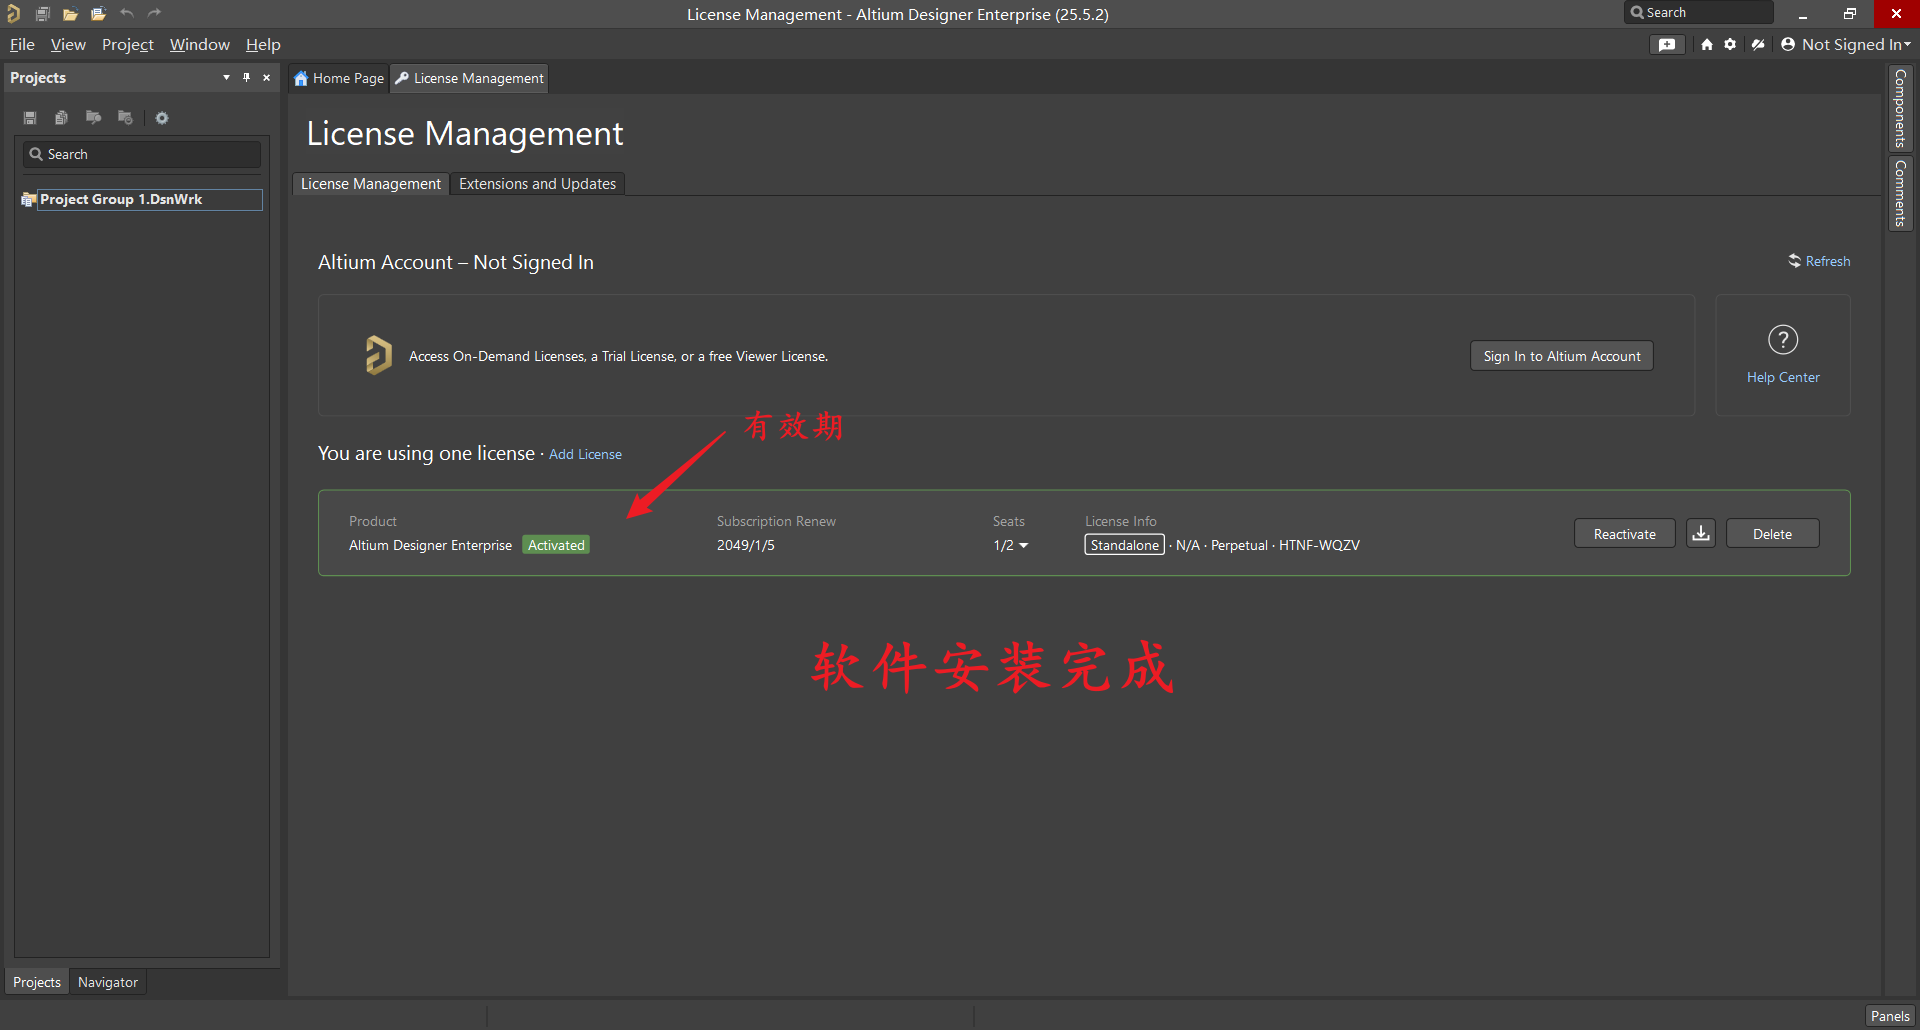 License Management - Altium Designer Enterprise (25.5.2)
Search
File View Project Window Help
Not Signed In
Projects
Home Page
License Management
Search
Project Group 1.DsnWrk
License Management
License Management
Extensions and Updates
Altium Account – Not Signed In
Refresh
Access On-Demand Licenses, a Trial License, or a free Viewer License.
Sign In to Altium Account
?
Help Center
有效期
You are using one license · Add License
Product
Subscription Renew
Seats
License Info
Altium Designer Enterprise
Activated
2049/1/5
1/2
Standalone · N/A · Perpetual · HTNF-WQZV
Reactivate
Delete
软件安装完成
Components
Comments
Projects
Navigator
Panels